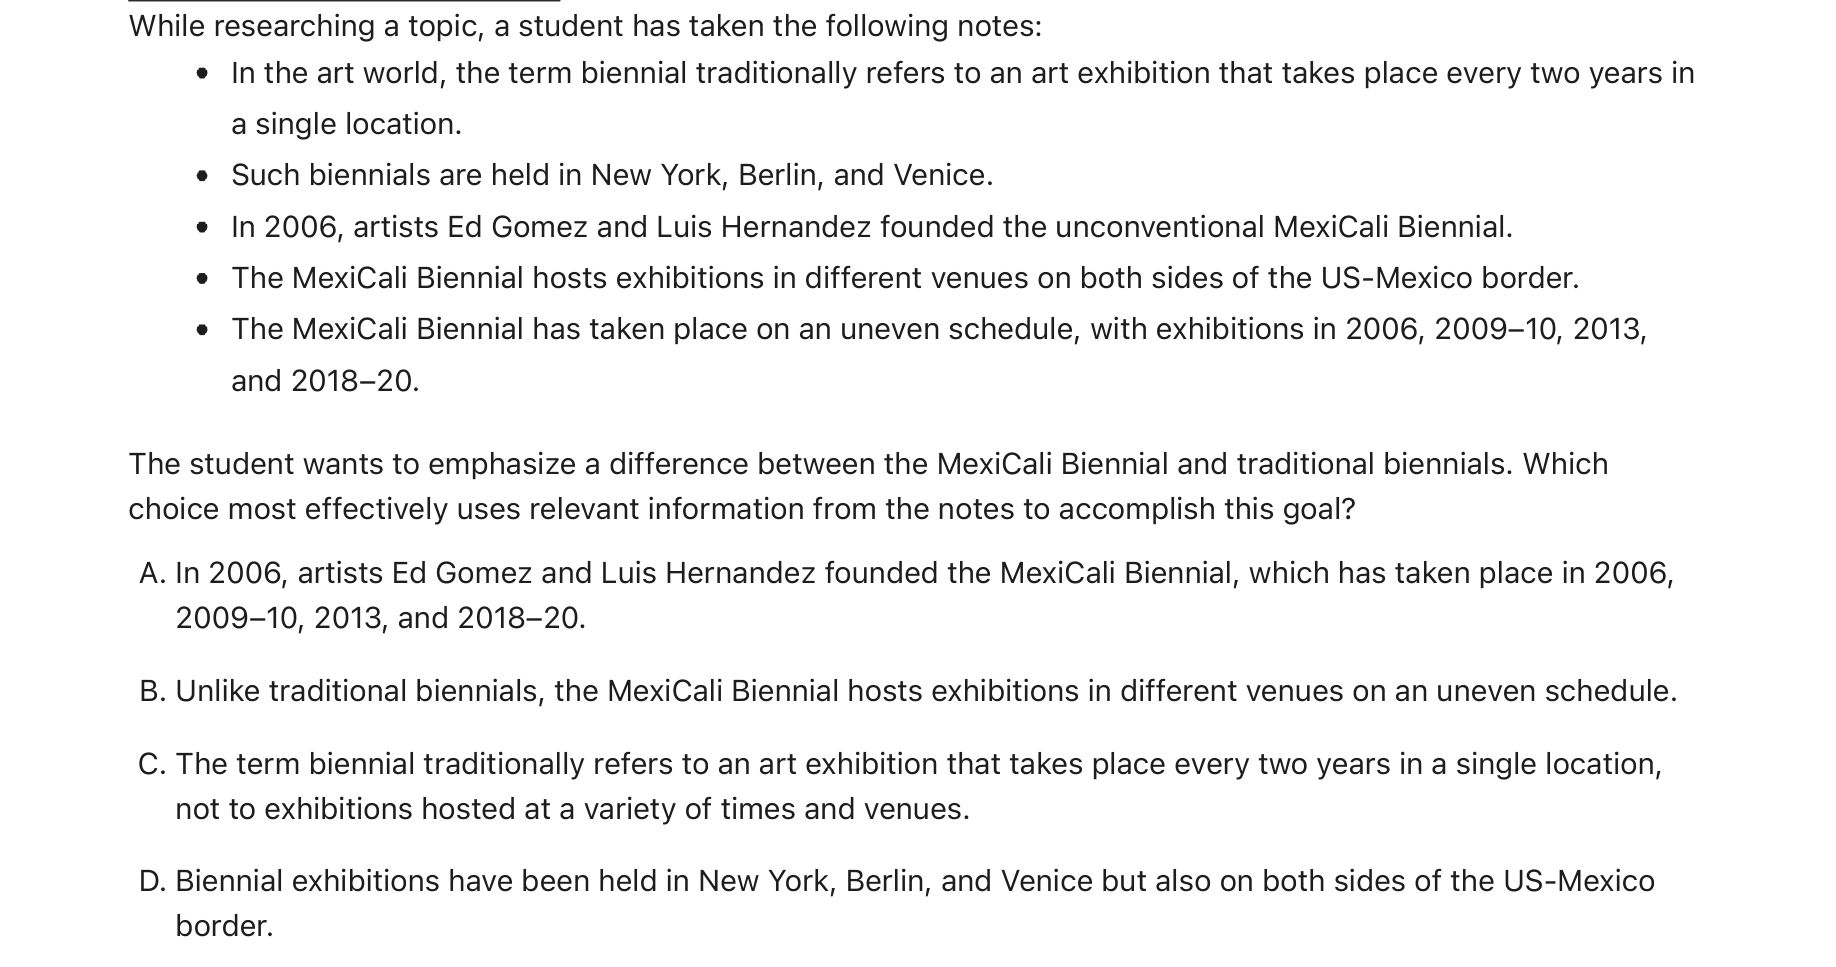 While researching a topic, a student has taken the following notes:
• In the art world, the term biennial traditionally refers to an art exhibition that takes place every two years in
a single location.
• Such biennials are held in New York, Berlin, and Venice.
• In 2006, artists Ed Gomez and Luis Hernandez founded the unconventional MexiCali Biennial.
• The MexiCali Biennial hosts exhibitions in different venues on both sides of the US-Mexico border.
• The MexiCali Biennial has taken place on an uneven schedule, with exhibitions in 2006, 2009–10, 2013,
and 2018–20.
The student wants to emphasize a difference between the MexiCali Biennial and traditional biennials. Which
choice most effectively uses relevant information from the notes to accomplish this goal?
A. In 2006, artists Ed Gomez and Luis Hernandez founded the MexiCali Biennial, which has taken place in 2006,
2009–10, 2013, and 2018–20.
B. Unlike traditional biennials, the MexiCali Biennial hosts exhibitions in different venues on an uneven schedule.
C. The term biennial traditionally refers to an art exhibition that takes place every two years in a single location,
not to exhibitions hosted at a variety of times and venues.
D. Biennial exhibitions have been held in New York, Berlin, and Venice but also on both sides of the US-Mexico
border.